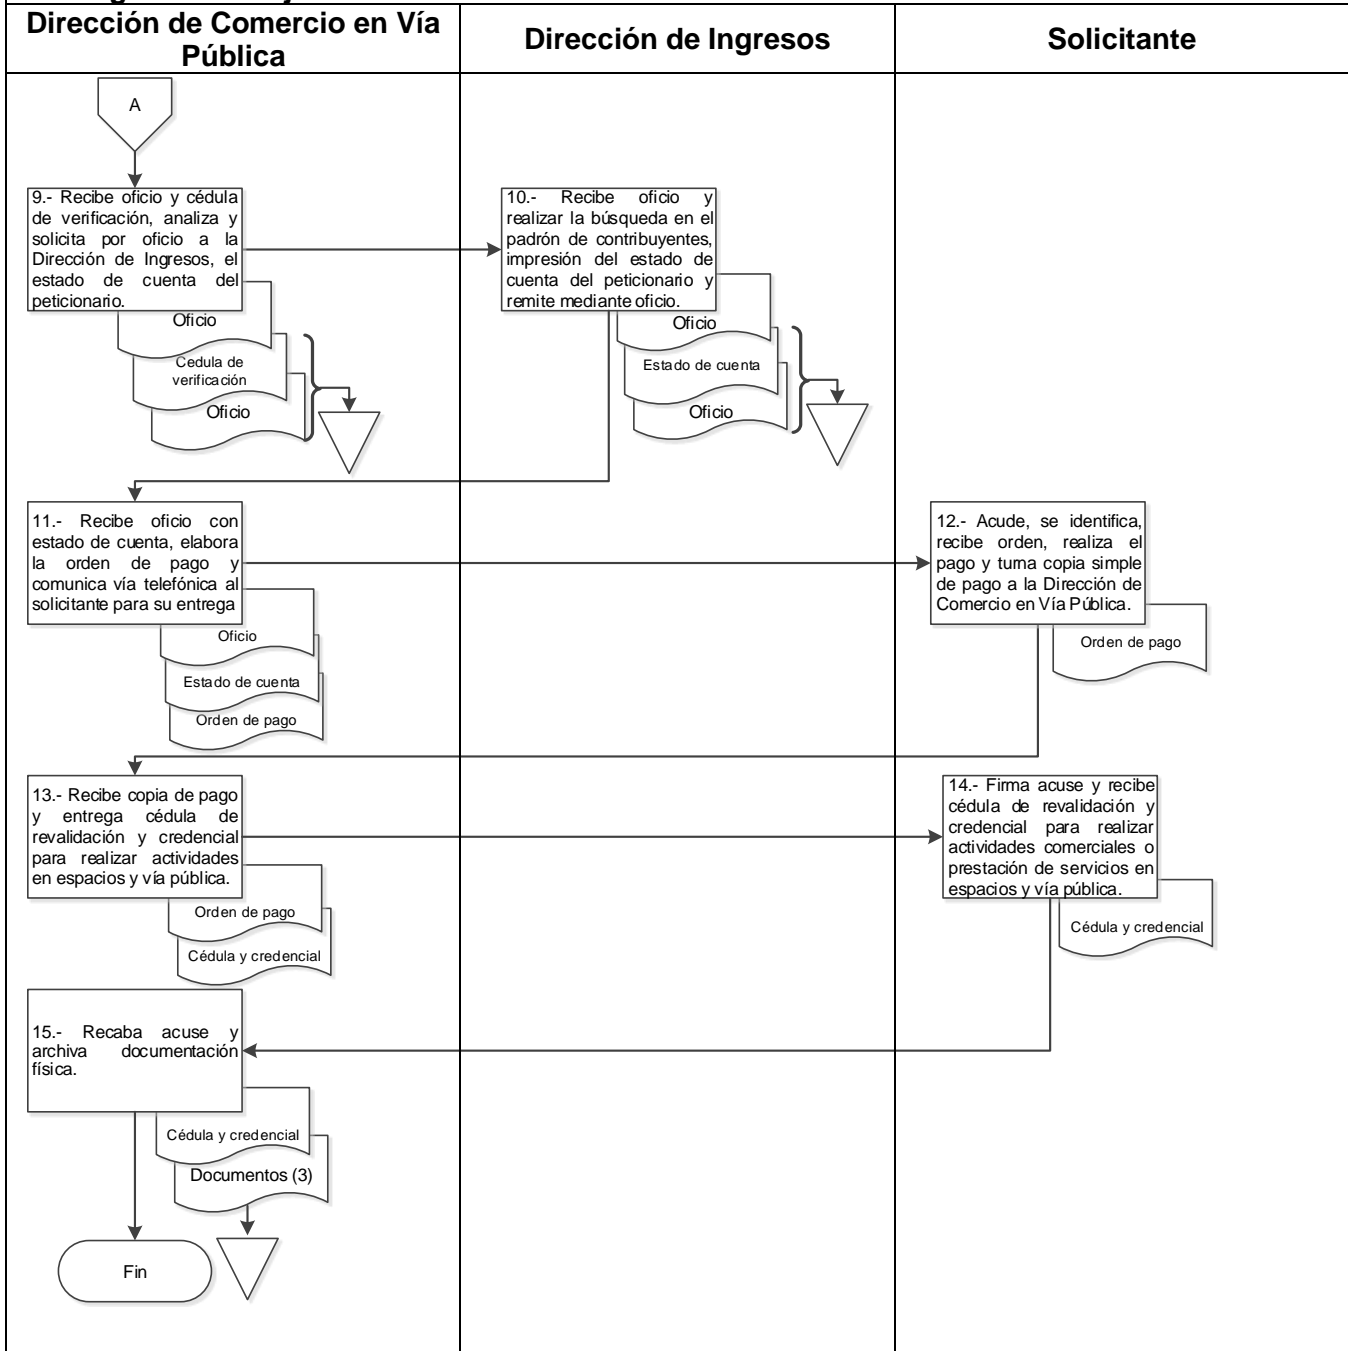 Dirección de Comercio en Vía
Pública
Dirección de Ingresos
Solicitante
A
9.- Recibe oficio y cédula
de verificación, analiza y
solicita por oficio a la
Dirección de Ingresos, el
estado de cuenta del
peticionario.
Oficio
Cedula de
verificación
Oficio
10.- Recibe oficio y
realizar la búsqueda en el
padrón de contribuyentes,
impresión del estado de
cuenta del peticionario y
remite mediante oficio.
Oficio
Estado de cuenta
Oficio
11.- Recibe oficio con
estado de cuenta, elabora
la orden de pago y
comunica vía telefónica al
solicitante para su entrega
Oficio
Estado de cuenta
Orden de pago
12.- Acude, se identifica,
recibe orden, realiza el
pago y turna copia simple
de pago a la Dirección de
Comercio en Vía Pública.
Orden de pago
13.- Recibe copia de pago
y entrega cédula de
revalidación y credencial
para realizar actividades
en espacios y vía pública.
Orden de pago
Cédula y credencial
14.- Firma acuse y recibe
cédula de revalidación y
credencial para realizar
actividades comerciales o
prestación de servicios en
espacios y vía pública.
Cédula y credencial
15.- Recaba acuse y
archiva documentación
física.
Cédula y credencial
Documentos (3)
Fin